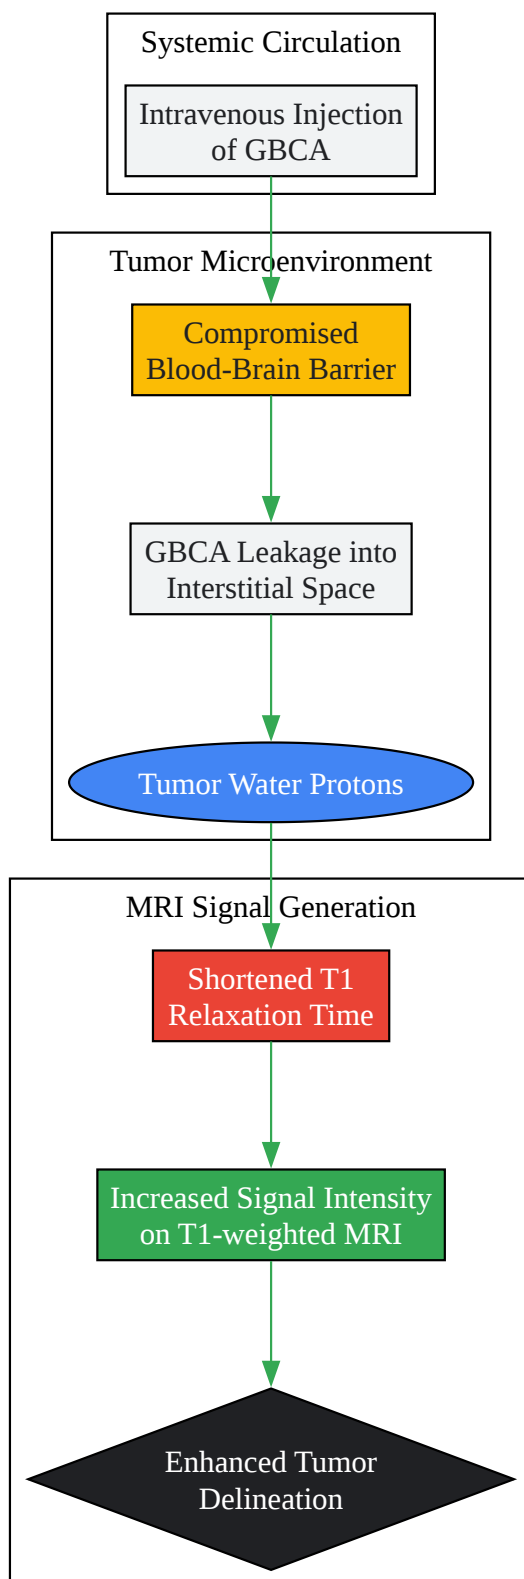 Systemic Circulation
Intravenous Injection
of GBCA
Tumor Microenvironment
Compromised
Blood-Brain Barrier
GBCA Leakage into
Interstitial Space
Tumor Water Protons
MRI Signal Generation
Shortened T1
Relaxation Time
Increased Signal Intensity
on T1-weighted MRI
Enhanced Tumor
Delineation